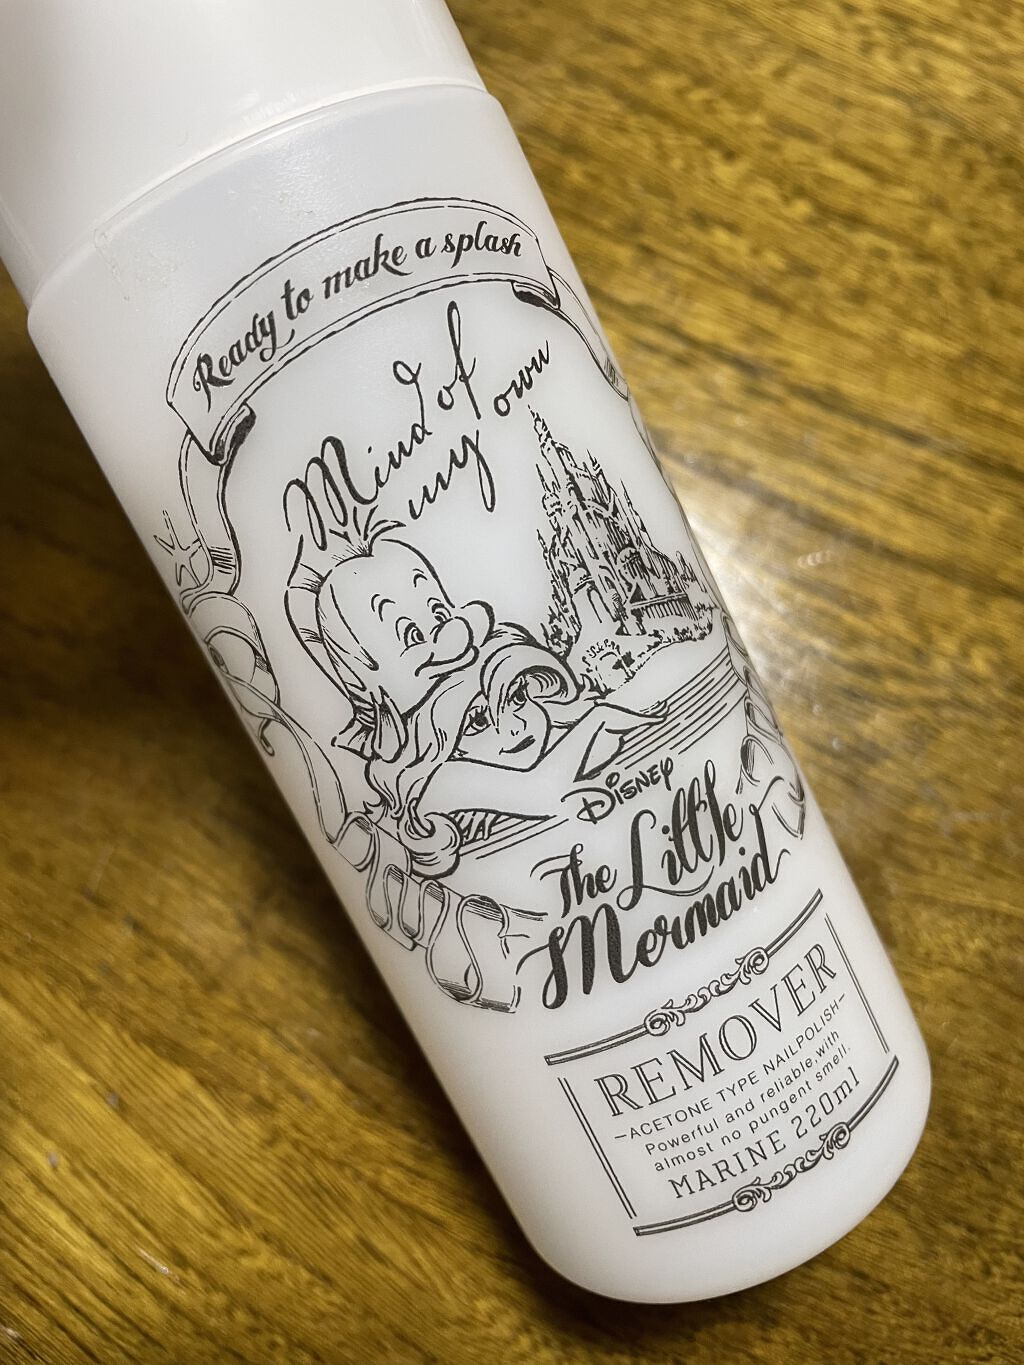 Ready to make a splash
Mind of
my own
Disney
The Little
Mermaid
REMOVER
—ACETONE TYPE NAILPOLISH—
Powerful and reliable,with
almost no pungent smell.
MARINE 220ml